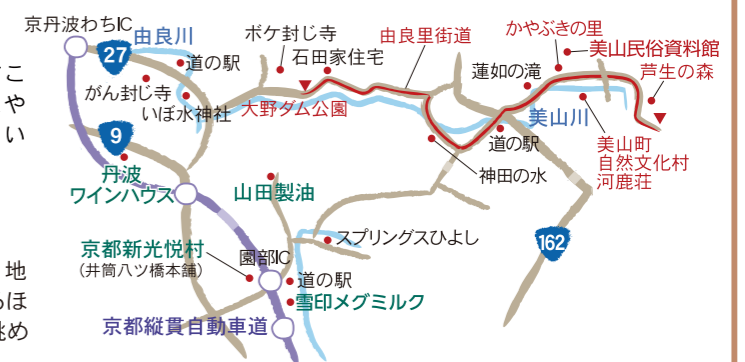 京丹波わちIC
27
由良川
道の駅
がん封じ寺
いぼ水神社
ボケ封じ寺
石田家住宅
大野ダム公園
由良里街道
かやぶきの里
美山民俗資料館
蓮如の滝
芦生の森
美山川
道の駅
神田の水
美山町
自然文化村
河鹿荘
こ
や
い
9
丹波
ワインハウス
山田製油
162
スプリングスひよし
京都新光悦村
(井筒八ツ橋本舗)
園部IC
道の駅
雪印メグミルク
京都縦貫自動車道
地
ほ
め